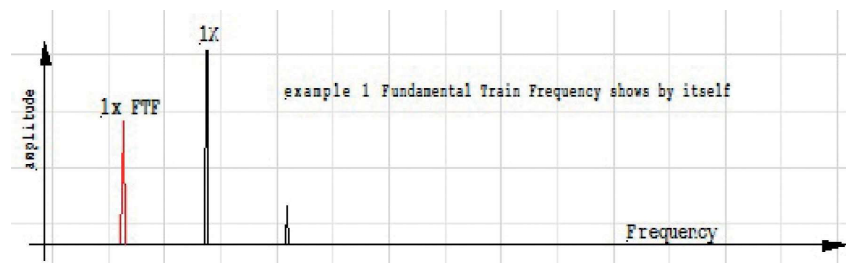 1X
example 1 Fundamental Train Frequency shows by itself
1x FTF
amplitude
Frequency